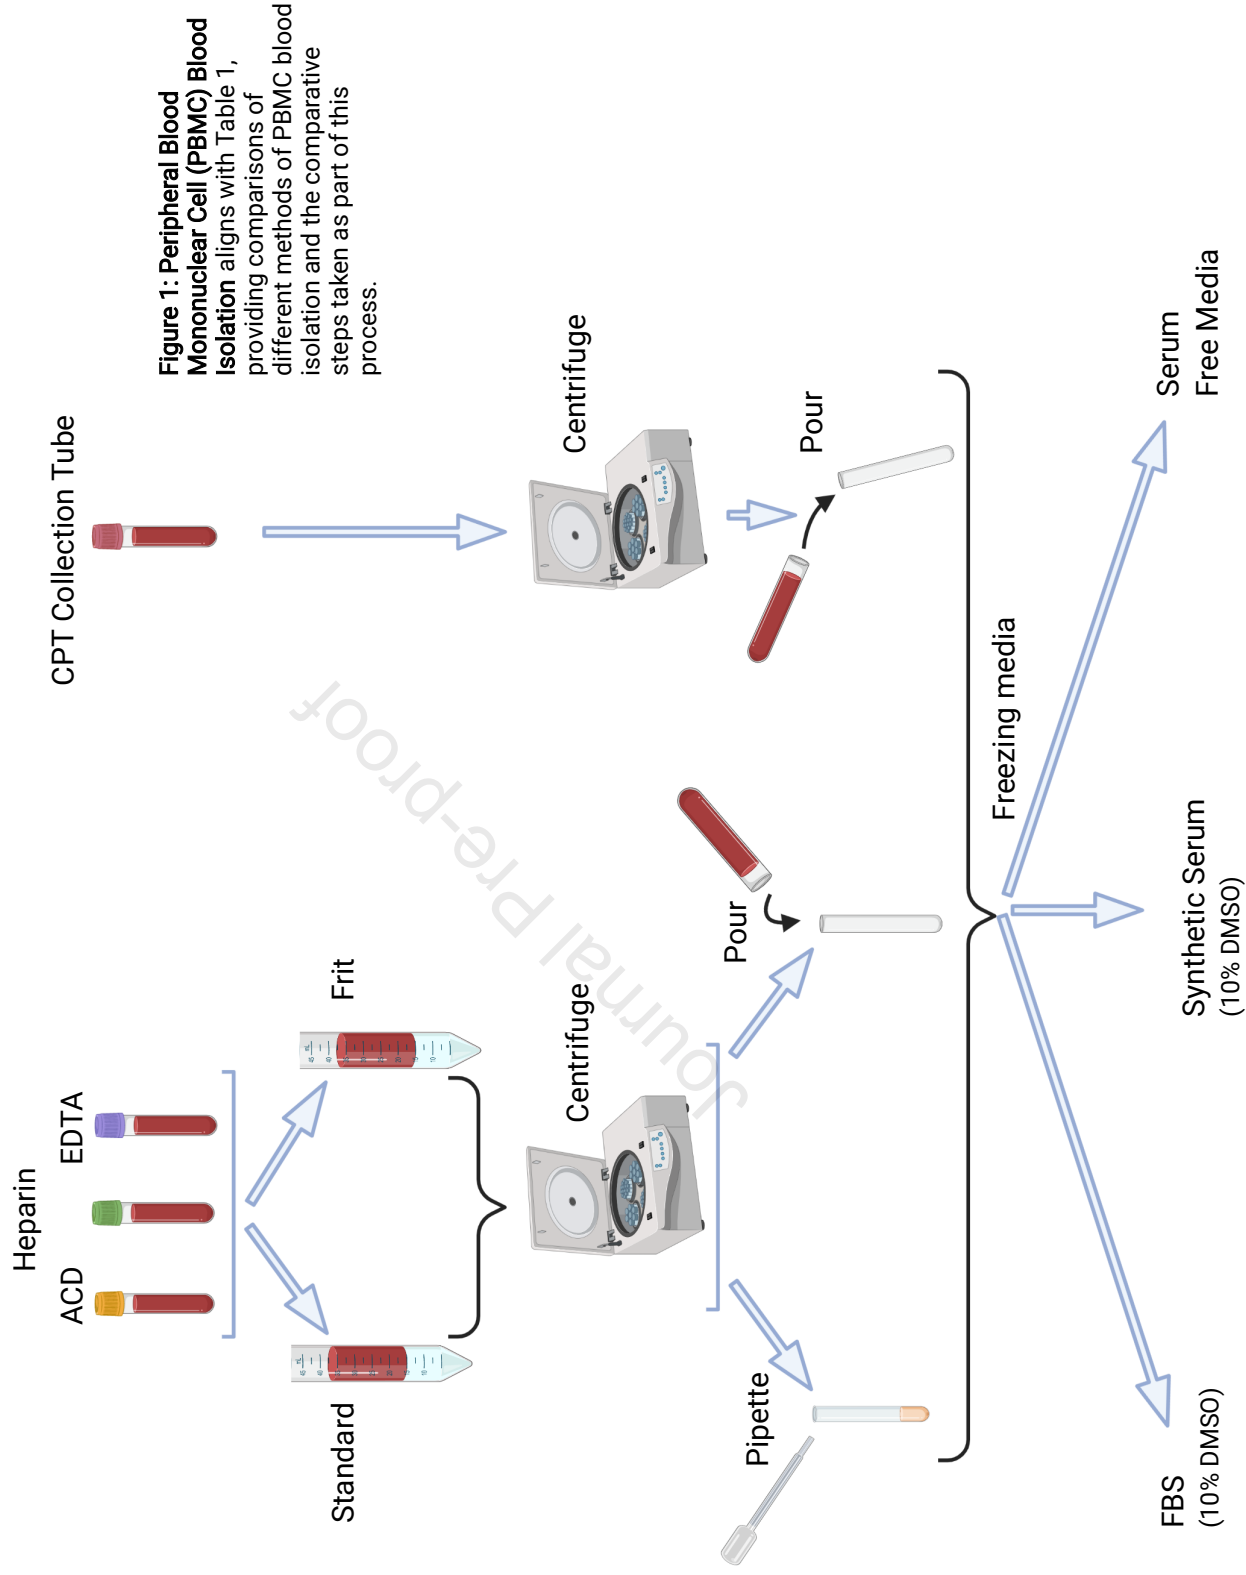 Heparin
ACD
EDTA
CPT Collection Tube
Figure 1: Peripheral Blood
Mononuclear Cell (PBMC) Blood
Isolation aligns with Table 1,
providing comparisons of
different methods of PBMC blood
isolation and the comparative
steps taken as part of this
process.
Standard
Frit
Centrifuge
Centrifuge
Pipette
Pour
Pour
Freezing media
FBS
(10% DMSO)
Synthetic Serum
(10% DMSO)
Serum
Free Media
Journal Pre-proof